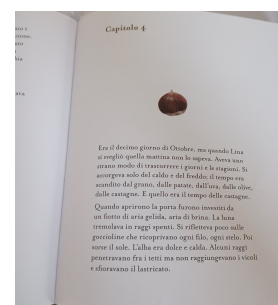 Capitolo 4
Era il decimo giorno di Ottobre, ma quando Lina
si svegliò quella mattina non lo sapeva. Aveva uno
strano modo di trascorrere i giorni e le stagioni. Si
accorgeva solo del caldo e del freddo; il tempo era
scandito dal grano, dalle patate, dall'uva, dalle olive,
dalle castagne. E quello era il tempo delle castagne.
Quando aprirono la porta furono investiti da
un fiotto di aria gelida, aria di brina. La luna
tremolava in raggi spenti. Si rifletteva poco sulle
goccioline che ricoprivano ogni filo, ogni stelo. Poi
sorse il sole. L'alba era dolce e calda. Alcuni raggi
penetravano fra i tetti ma non raggiungevano i vicoli
e sfioravano il lastricato.